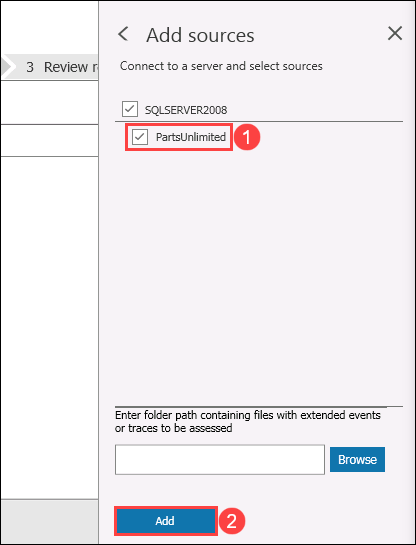 Add sources
Connect to a server and select sources
3 Review r
SQLSERVER2008
PartsUnlimited
1
Enter folder path containing files with extended events
or traces to be assessed
Browse
Add
2